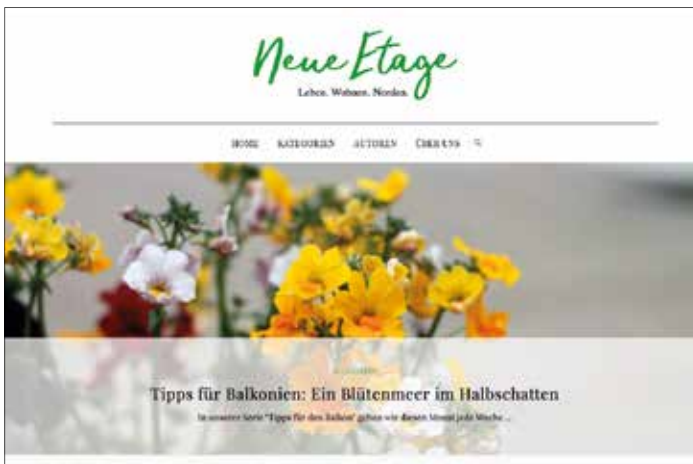 Neue Etage
Leben. Wohnen. Norden.
HOME KATEGORIEN AUTOREN ÜBER UNS
Tipps für Balkonien: Ein Blütenmeer im Halbschatten
In unserer Serie "Tipps für den Balkon" geben wir diesen Monat jede Woche ...